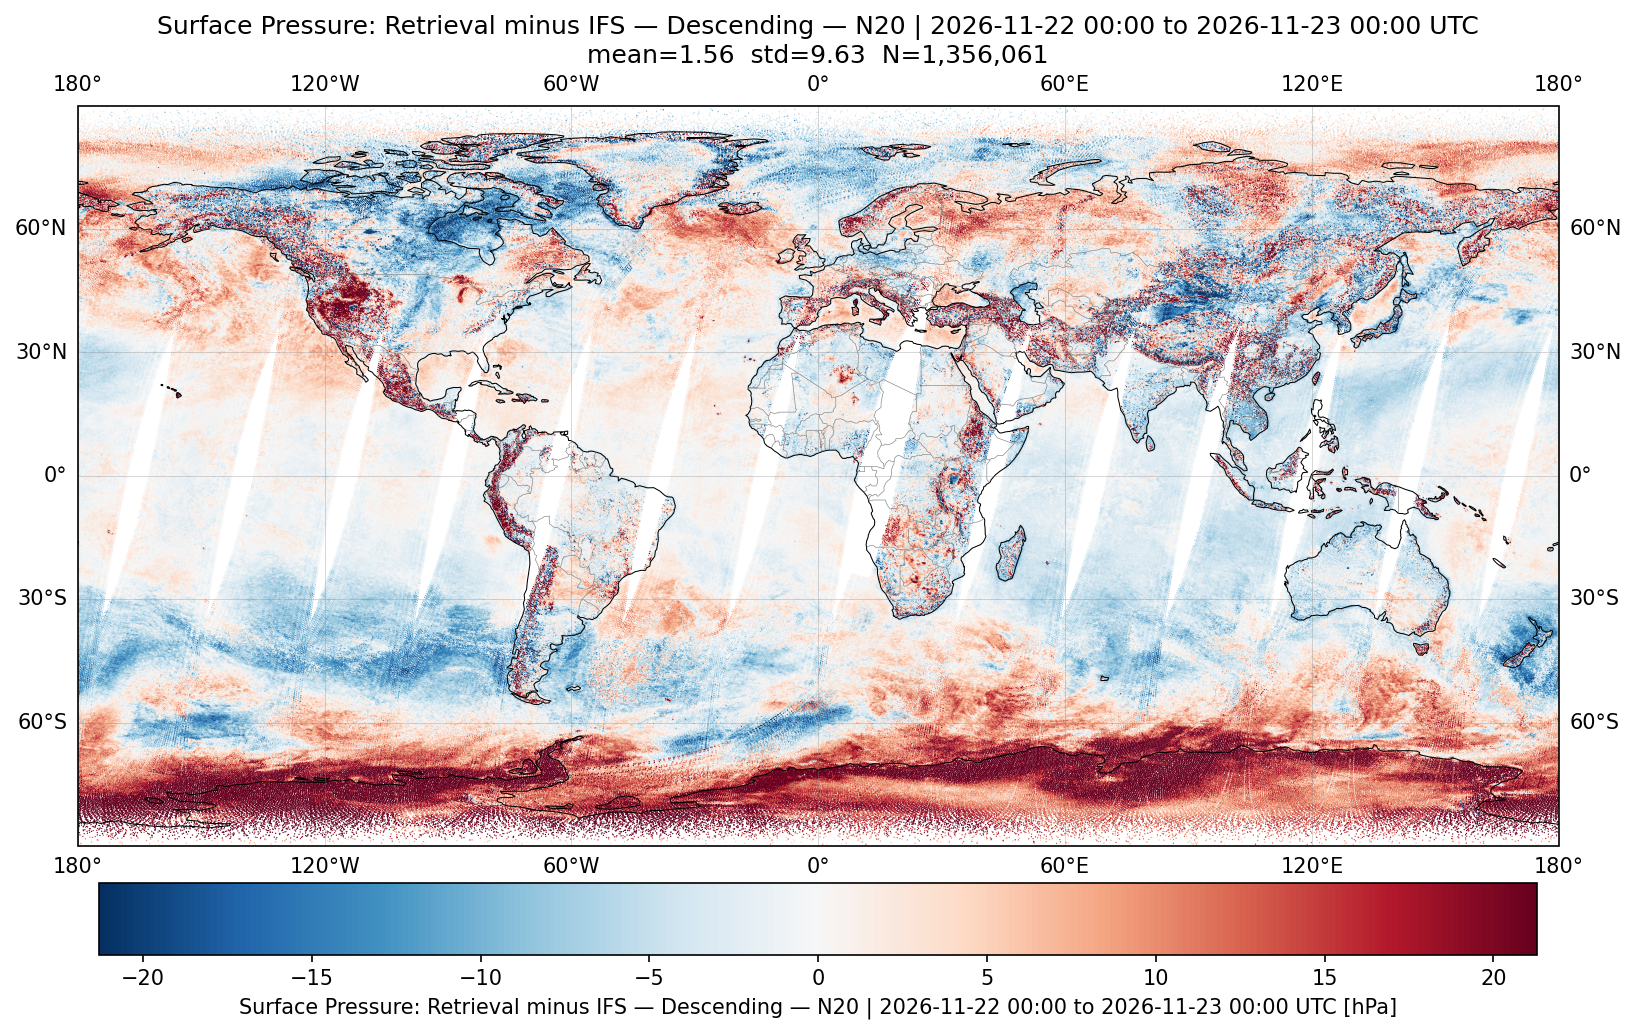 Surface Pressure: Retrieval minus IFS — Descending — N20 | 2026-11-22 00:00 to 2026-11-23 00:00 UTC
mean=1.56  std=9.63  N=1,356,061
180° 120°W 60°W 0° 60°E 120°E 180°
60°N 60°N
30°N 30°N
0° 0°
30°S 30°S
60°S 60°S
180° 120°W 60°W 0° 60°E 120°E 180°
−20 −15 −10 −5 0 5 10 15 20
Surface Pressure: Retrieval minus IFS — Descending — N20 | 2026-11-22 00:00 to 2026-11-23 00:00 UTC [hPa]